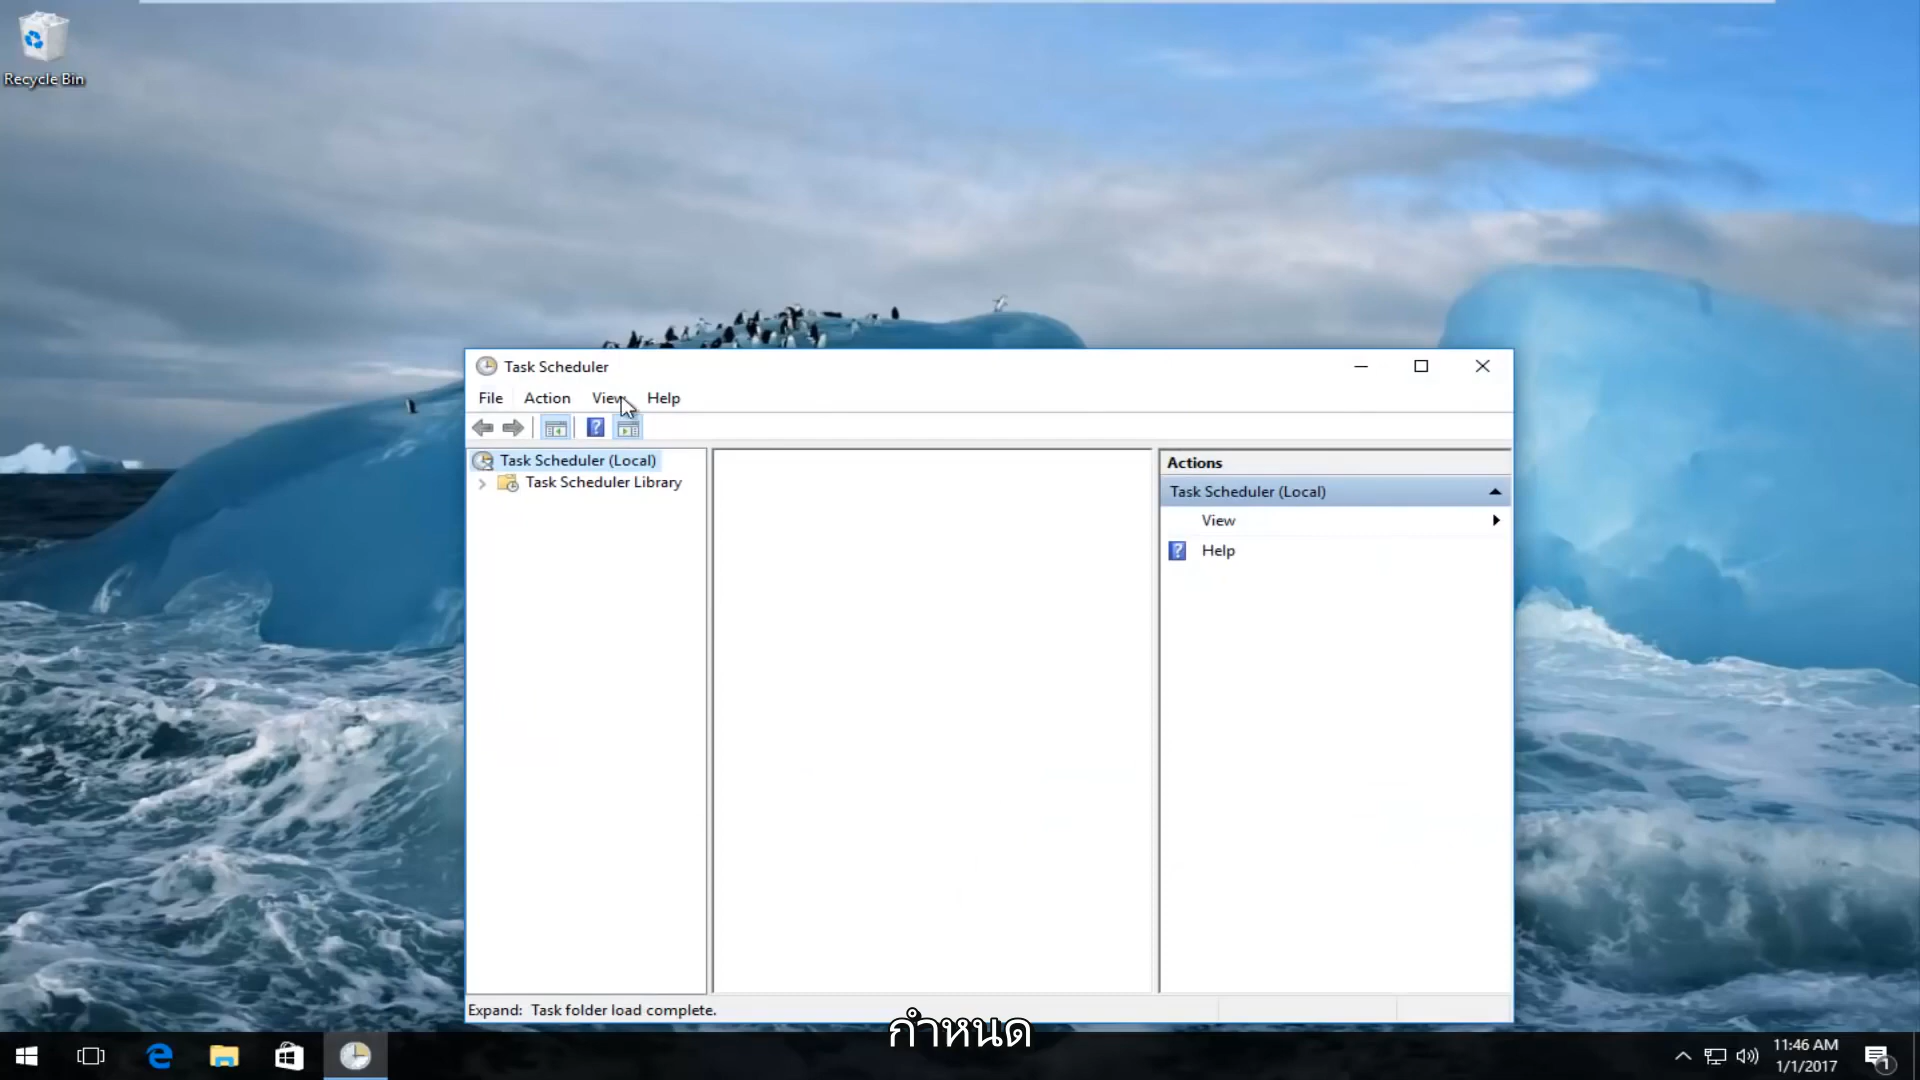 Recycle Bin
Task Scheduler
File Action View Help
Task Scheduler (Local)
Task Scheduler Library
Actions
Task Scheduler (Local)
View
Help
Expand: Task folder load complete.
กำหนด
11:46 AM
1/1/2017
1